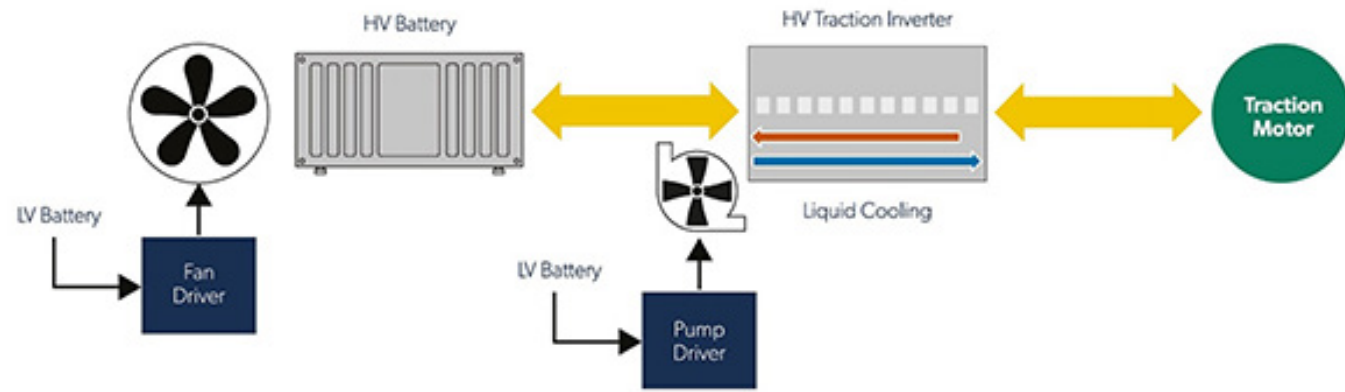 HV Battery
HV Traction Inverter
Traction
Motor
LV Battery
Fan
Driver
Liquid Cooling
LV Battery
Pump
Driver